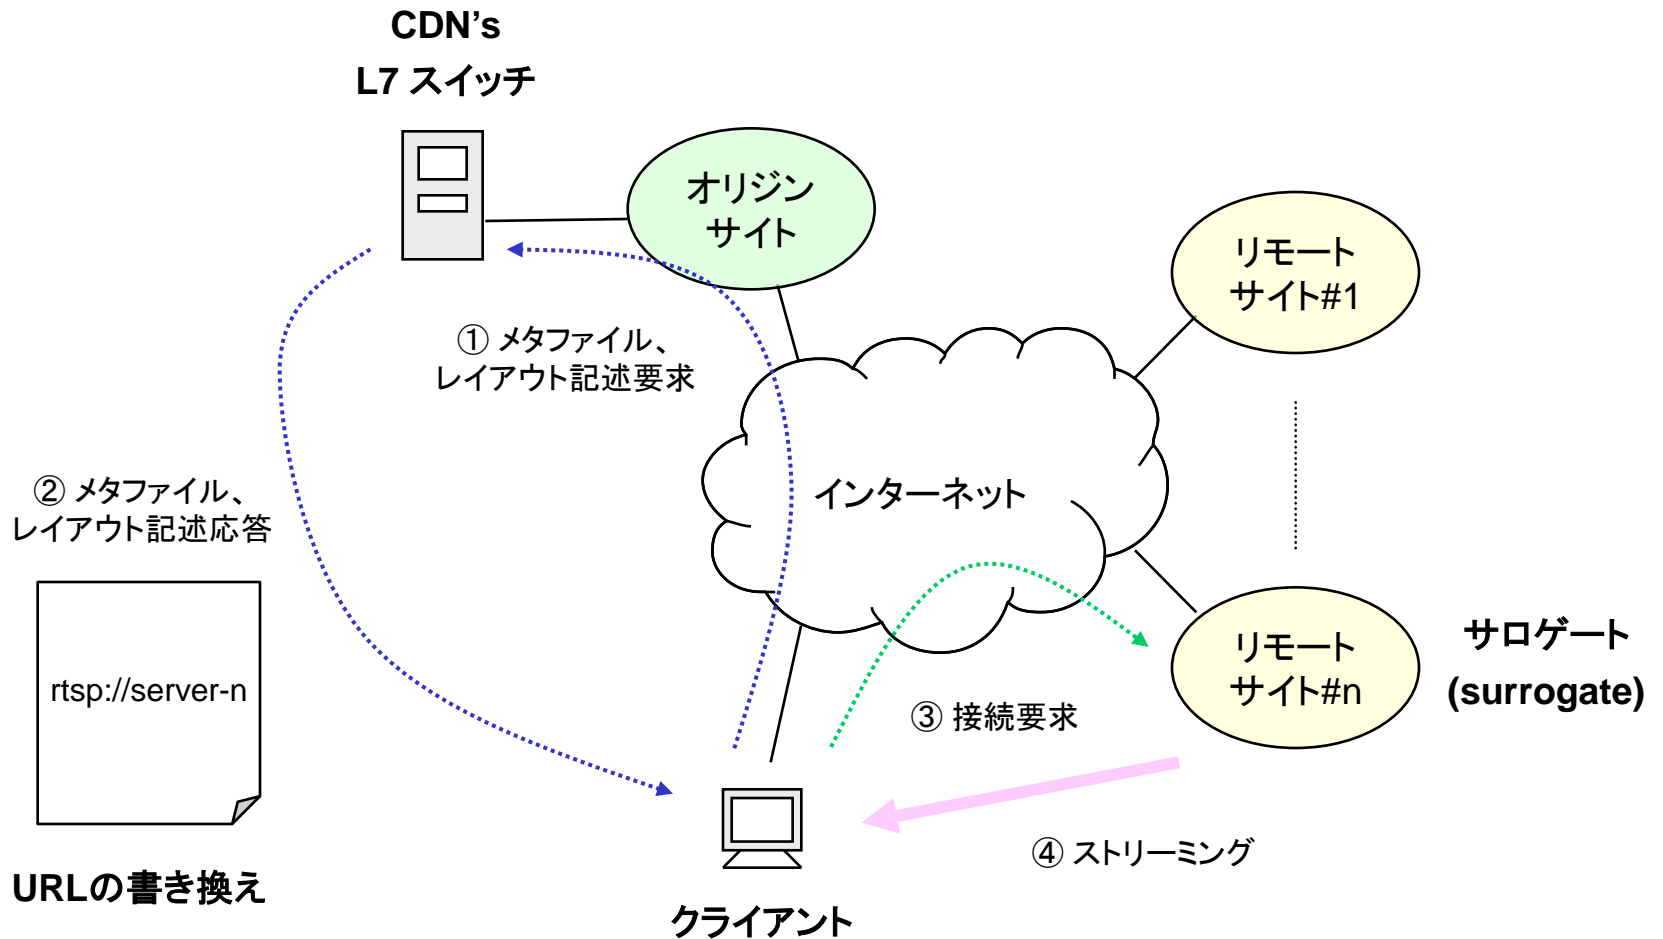 CDN’s
L7 スイッチ
オリジン
サイト
リモート
サイト#1
① メタファイル、
レイアウト記述要求
② メタファイル、
レイアウト記述応答
インターネット
rtsp://server-n
リモート
サイト#n
サロゲート
(surrogate)
③ 接続要求
④ ストリーミング
URLの書き換え
クライアント